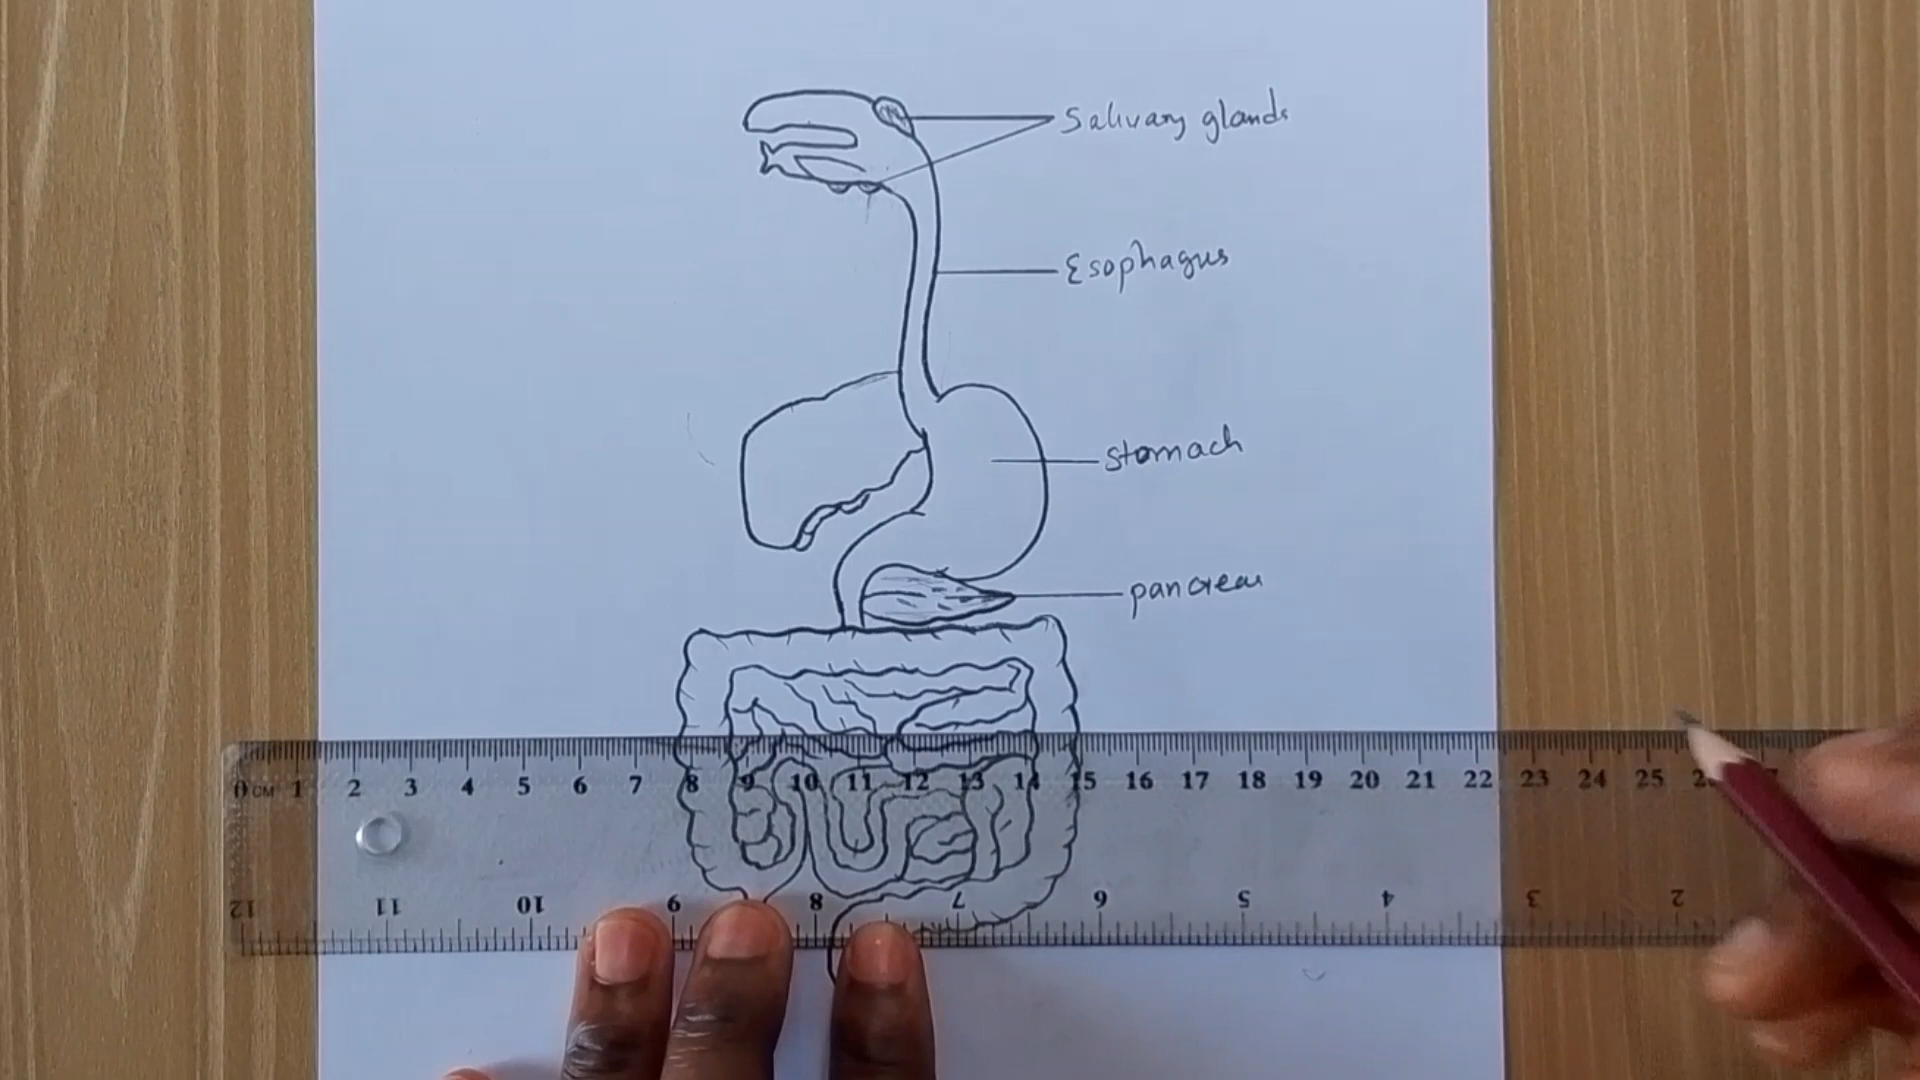 Salivary glands
Esophagus
stomach
pancreas
0 CM 1 2 3 4 5 6 7 8 9 10 11 12 13 14 15 16 17 18 19 20 21 22 23 24 25 26 27
12 11 10 9 8 7 6 5 4 3 2